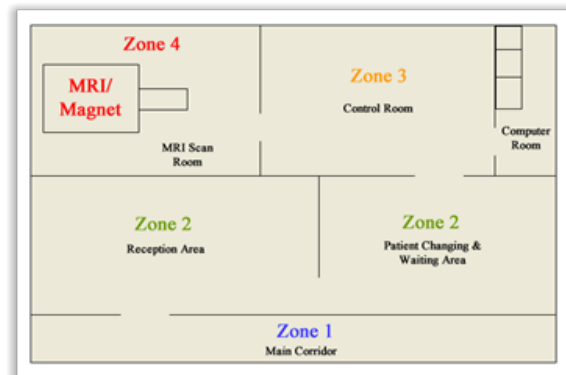 Zone 4
MRI/
Magnet
MRI Scan
Room
Zone 3
Control Room
Computer
Room
Zone 2
Reception Area
Zone 2
Patient Changing &
Waiting Area
Zone 1
Main Corridor